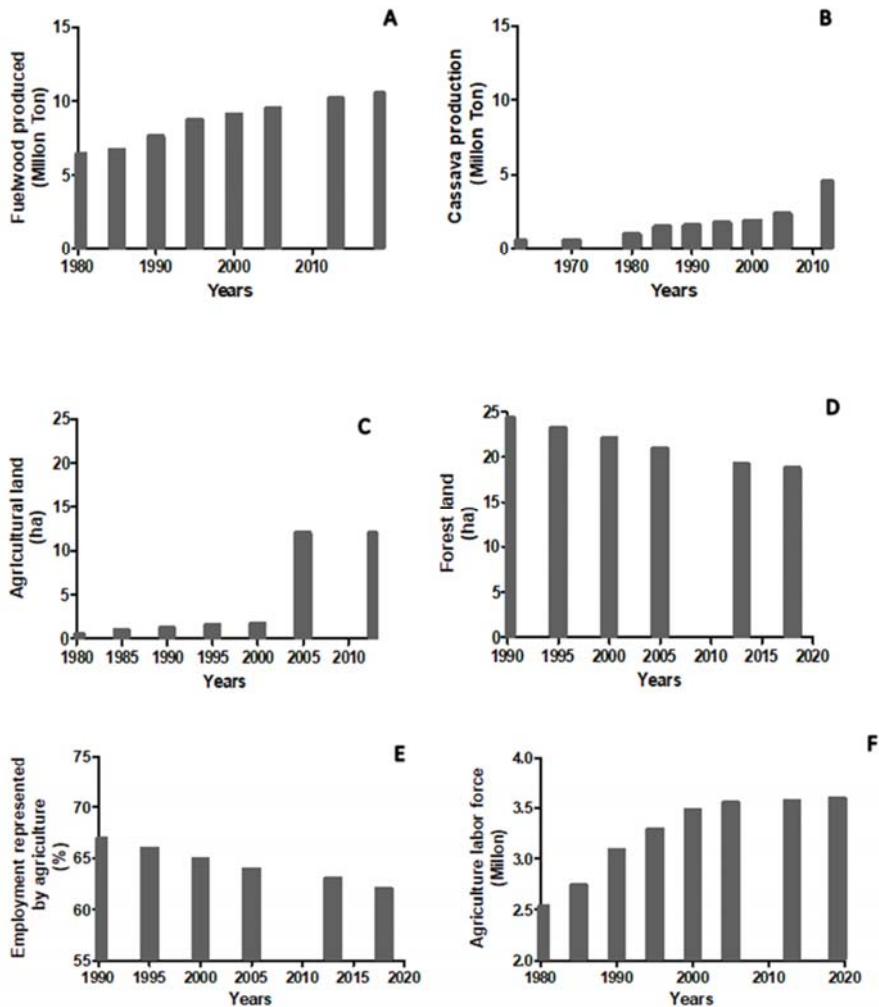 A
Fuelwood produced
(Millon Ton)
15
10
5
0
1980 1990 2000 2010
Years
B
Cassava production
(Millon Ton)
15
10
5
0
1970 1980 1990 2000 2010
Years
C
Agricultural land
(ha)
25
20
15
10
5
0
1980 1985 1990 1995 2000 2005 2010
Years
D
Forest land
(ha)
25
20
15
10
5
0
1990 1995 2000 2005 2010 2015 2020
Years
E
Employment represented
by agriculture
(%)
75
70
65
60
55
1990 1995 2000 2005 2010 2015 2020
Years
F
Agriculture labor force
(Millon)
4.0
3.5
3.0
2.5
2.0
1980 1990 2000 2010 2020
Years